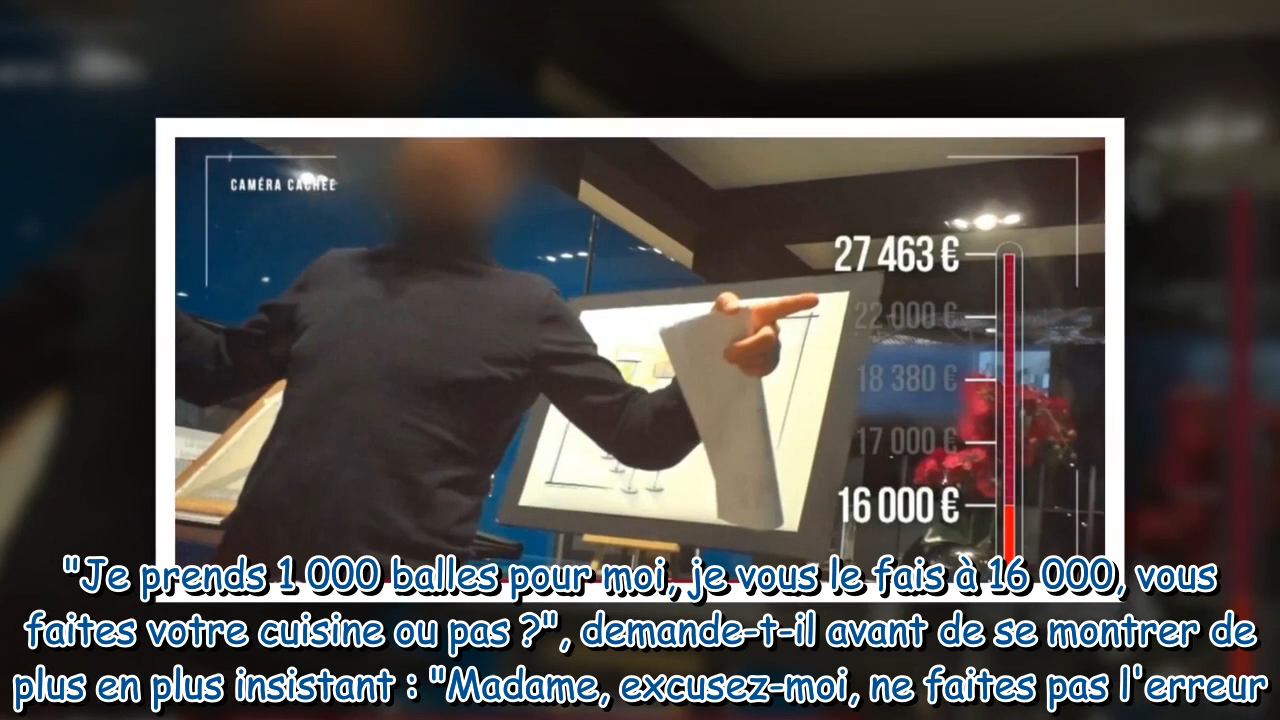 CAMÉRA CACHÉE
27 463 €
22 000 €
18 380 €
17 000 €
16 000 €
"Je prends 1 000 balles pour moi, je vous le fais à 16 000, vous
faites votre cuisine ou pas ?", demande-t-il avant de se montrer de
plus en plus insistant : "Madame, excusez-moi, ne faites pas l'erreur